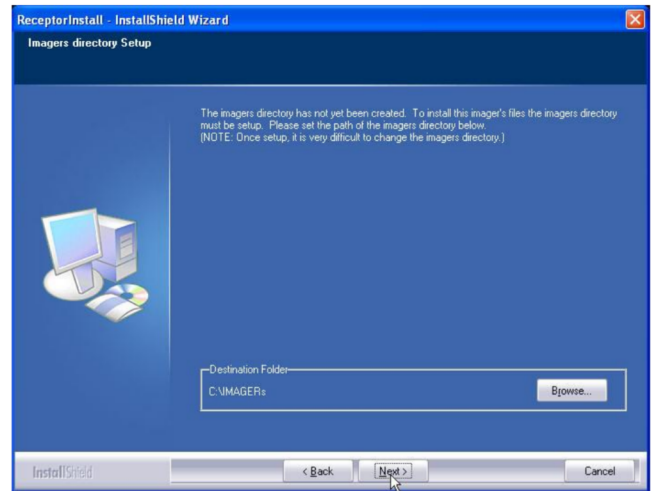 ReceptorInstall - InstallShield Wizard
Imagers directory Setup
The imagers directory has not yet been created. To install this imager's files the imagers directory
must be setup. Please set the path of the imagers directory below.
(NOTE: Once setup, it is very difficult to change the imagers directory.)
Destination Folder
C:\IMAGERs
Browse...
InstallShield
< Back
Next >
Cancel